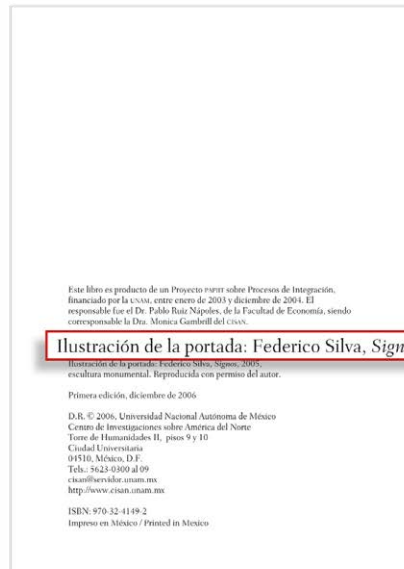 Este libro es producto de un Proyecto PAPIIT sobre Procesos de Integración,
financiado por la UNAM, entre enero de 2003 y diciembre de 2004. El
responsable fue el Dr. Pablo Ruiz Nápoles, de la Facultad de Economía, siendo
corresponsable la Dra. Monica Gambrill del CISAN.
Ilustración de la portada: Federico Silva, Sign
Ilustración de la portada: Federico Silva, Signos, 2005,
escultura monumental. Reproducida con permiso del autor.
Primera edición, diciembre de 2006
D.R. © 2006, Universidad Nacional Autónoma de México
Centro de Investigaciones sobre América del Norte
Torre de Humanidades II, pisos 9 y 10
Ciudad Universitaria
04510, México, D.F.
Tels.: 5623-0300 al 09
cisan@servidor.unam.mx
http://www.cisan.unam.mx
ISBN: 970-32-4149-2
Impreso en México / Printed in Mexico